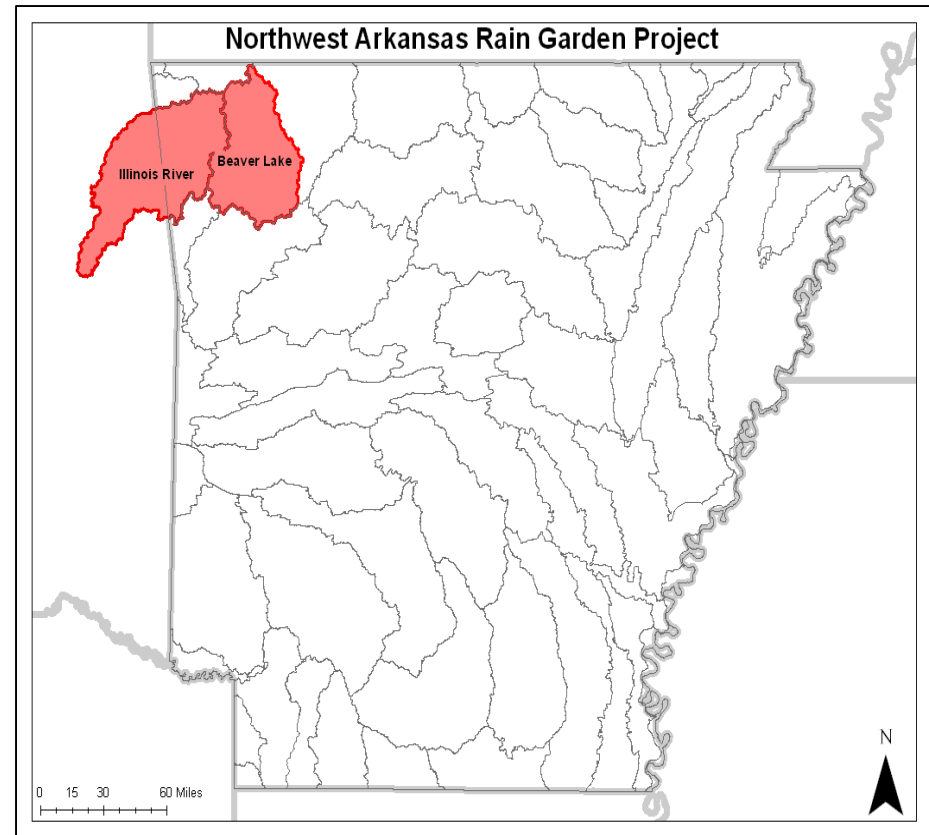 Northwest Arkansas Rain Garden Project
Beaver Lake
Illinois River
N
0 15 30 60 Miles